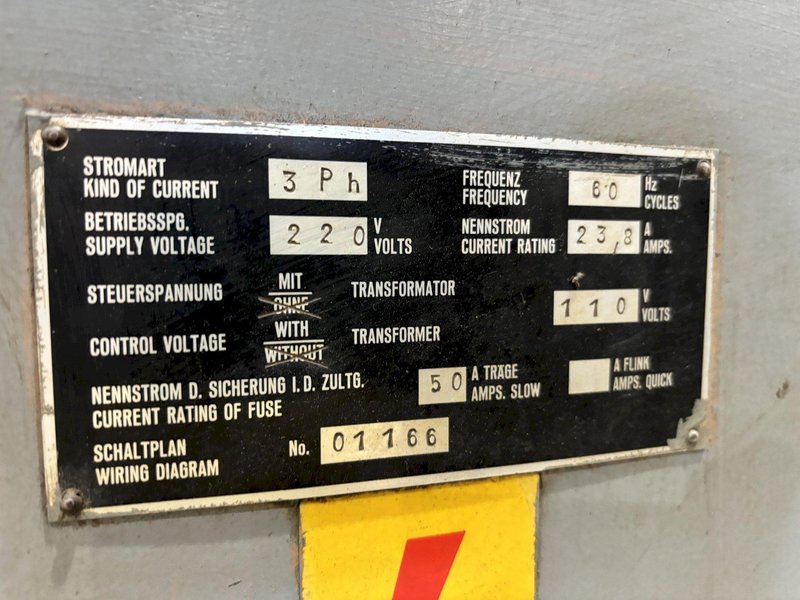 STROMART
KIND OF CURRENT 3 Ph
FREQUENZ Hz
FREQUENCY 60 CYCLES
BETRIEBSSPG. V
SUPPLY VOLTAGE 220 VOLTS
NENNSTROM A
CURRENT RATING 23,8 AMPS.
STEUERSPANNUNG MIT TRANSFORMATOR
OHNE
CONTROL VOLTAGE WITH TRANSFORMER
WITHOUT
110 V
VOLTS
NENNSTROM D. SICHERUNG I. D. ZULTG. 50 A TRÄGE A FLINK
CURRENT RATING OF FUSE AMPS. SLOW AMPS. QUICK
SCHALTPLAN
WIRING DIAGRAM No. 01166